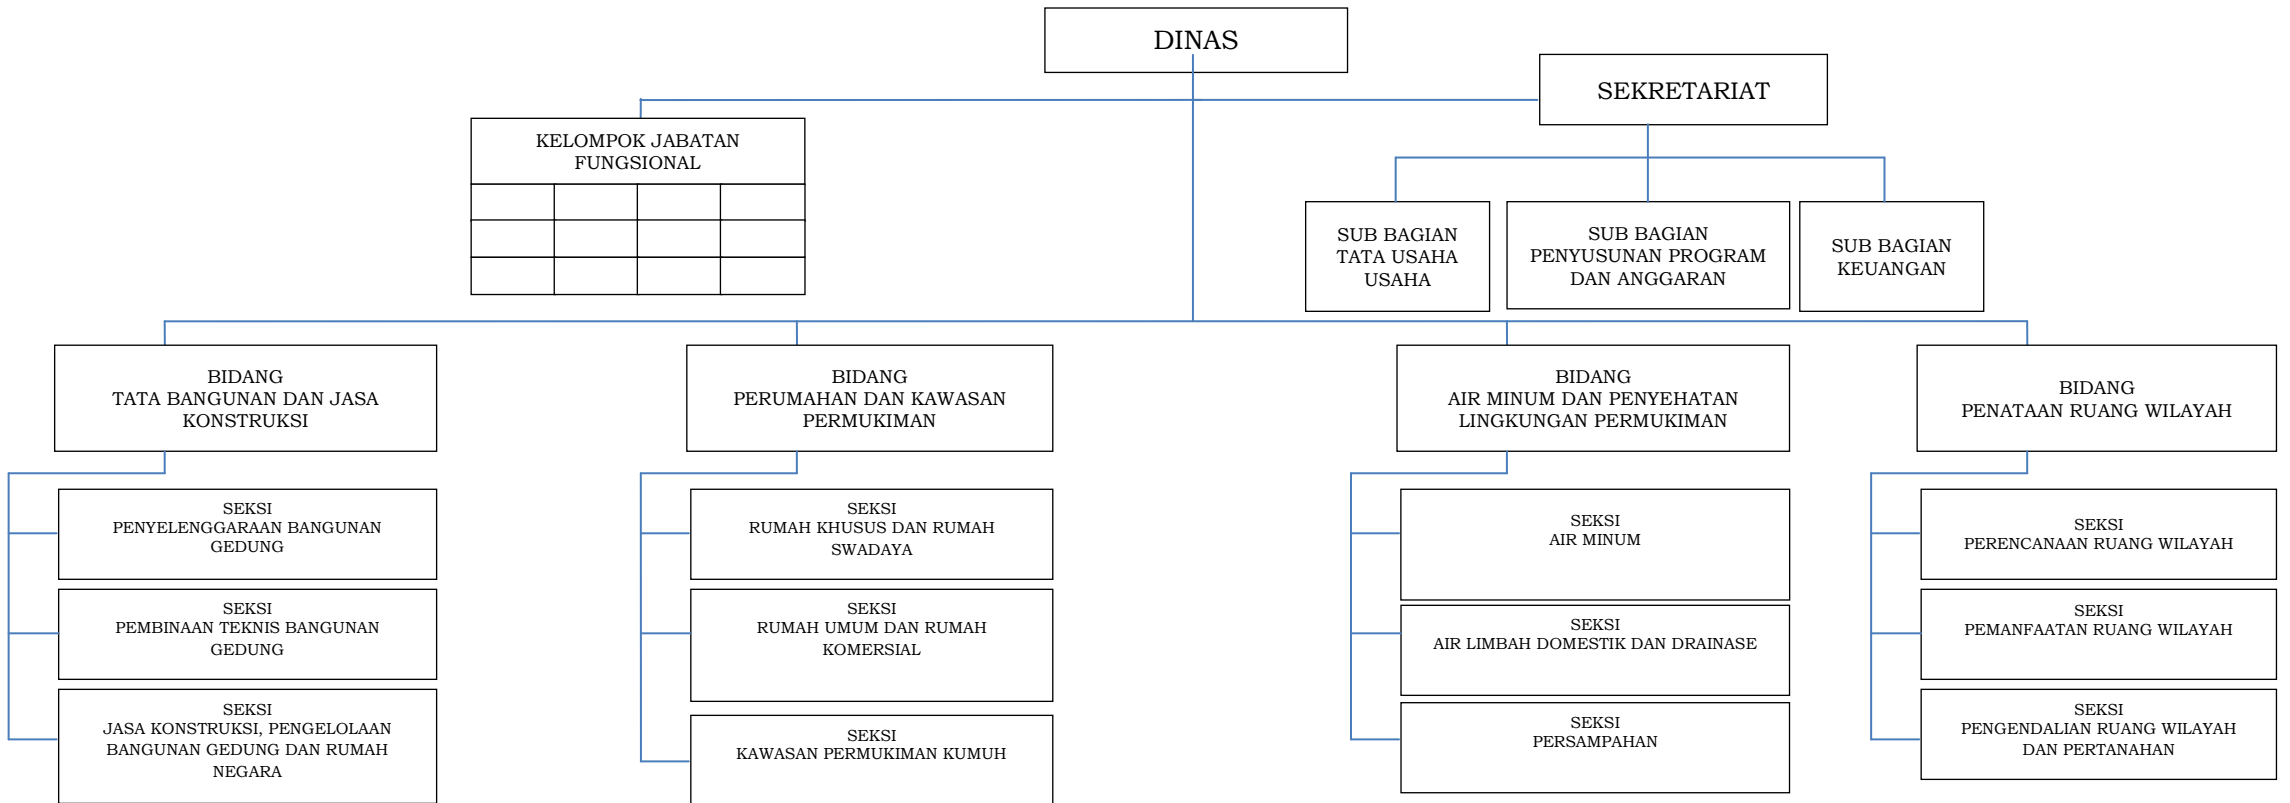 DINAS
SEKRETARIAT
KELOMPOK JABATAN
FUNGSIONAL
SUB BAGIAN
TATA USAHA
USAHA
SUB BAGIAN
PENYUSUNAN PROGRAM
DAN ANGGARAN
SUB BAGIAN
KEUANGAN
BIDANG
TATA BANGUNAN DAN JASA
KONSTRUKSI
BIDANG
PERUMAHAN DAN KAWASAN
PERMUKIMAN
BIDANG
AIR MINUM DAN PENYEHATAN
LINGKUNGAN PERMUKIMAN
BIDANG
PENATAAN RUANG WILAYAH
SEKSI
PENYELENGGARAAN BANGUNAN
GEDUNG
SEKSI
PEMBINAAN TEKNIS BANGUNAN
GEDUNG
SEKSI
JASA KONSTRUKSI, PENGELOLAAN
BANGUNAN GEDUNG DAN RUMAH
NEGARA
SEKSI
RUMAH KHUSUS DAN RUMAH
SWADAYA
SEKSI
RUMAH UMUM DAN RUMAH
KOMERSIAL
SEKSI
KAWASAN PERMUKIMAN KUMUH
SEKSI
AIR MINUM
SEKSI
AIR LIMBAH DOMESTIK DAN DRAINASE
SEKSI
PERSAMPAHAN
SEKSI
PERENCANAAN RUANG WILAYAH
SEKSI
PEMANFAATAN RUANG WILAYAH
SEKSI
PENGENDALIAN RUANG WILAYAH
DAN PERTANAHAN